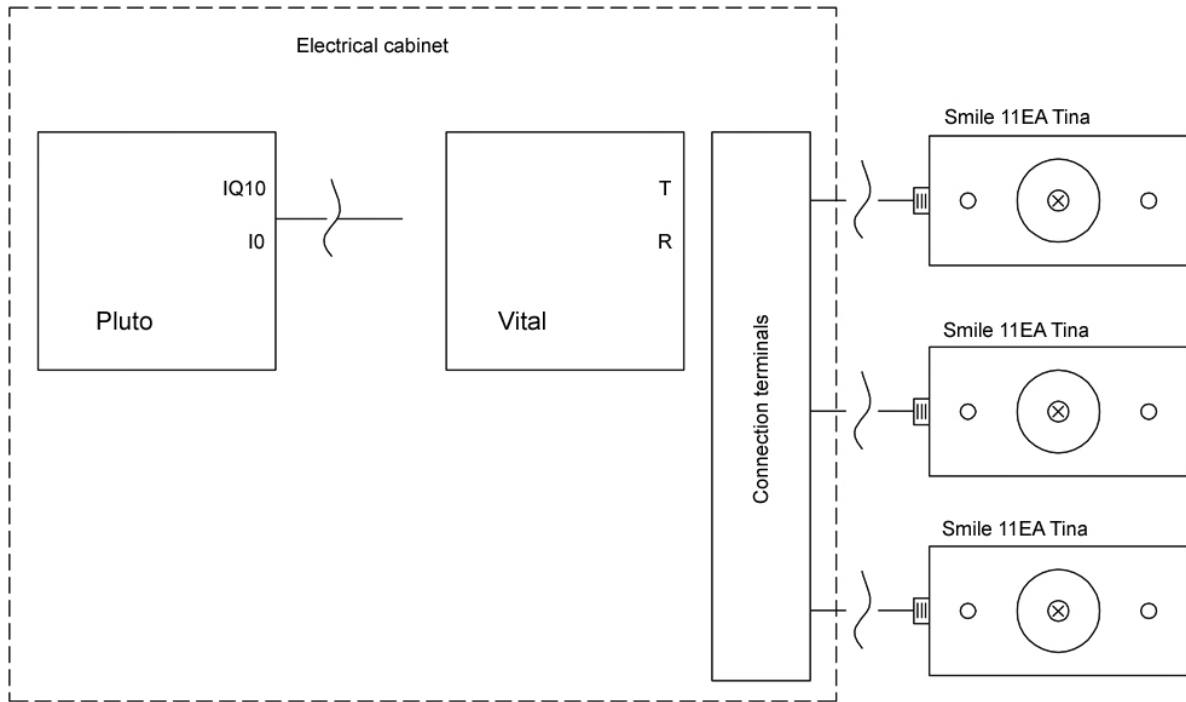 Electrical cabinet
Smile 11EA Tina
IQ10
T
I0
R
Pluto
Vital
Connection terminals
Smile 11EA Tina
Smile 11EA Tina